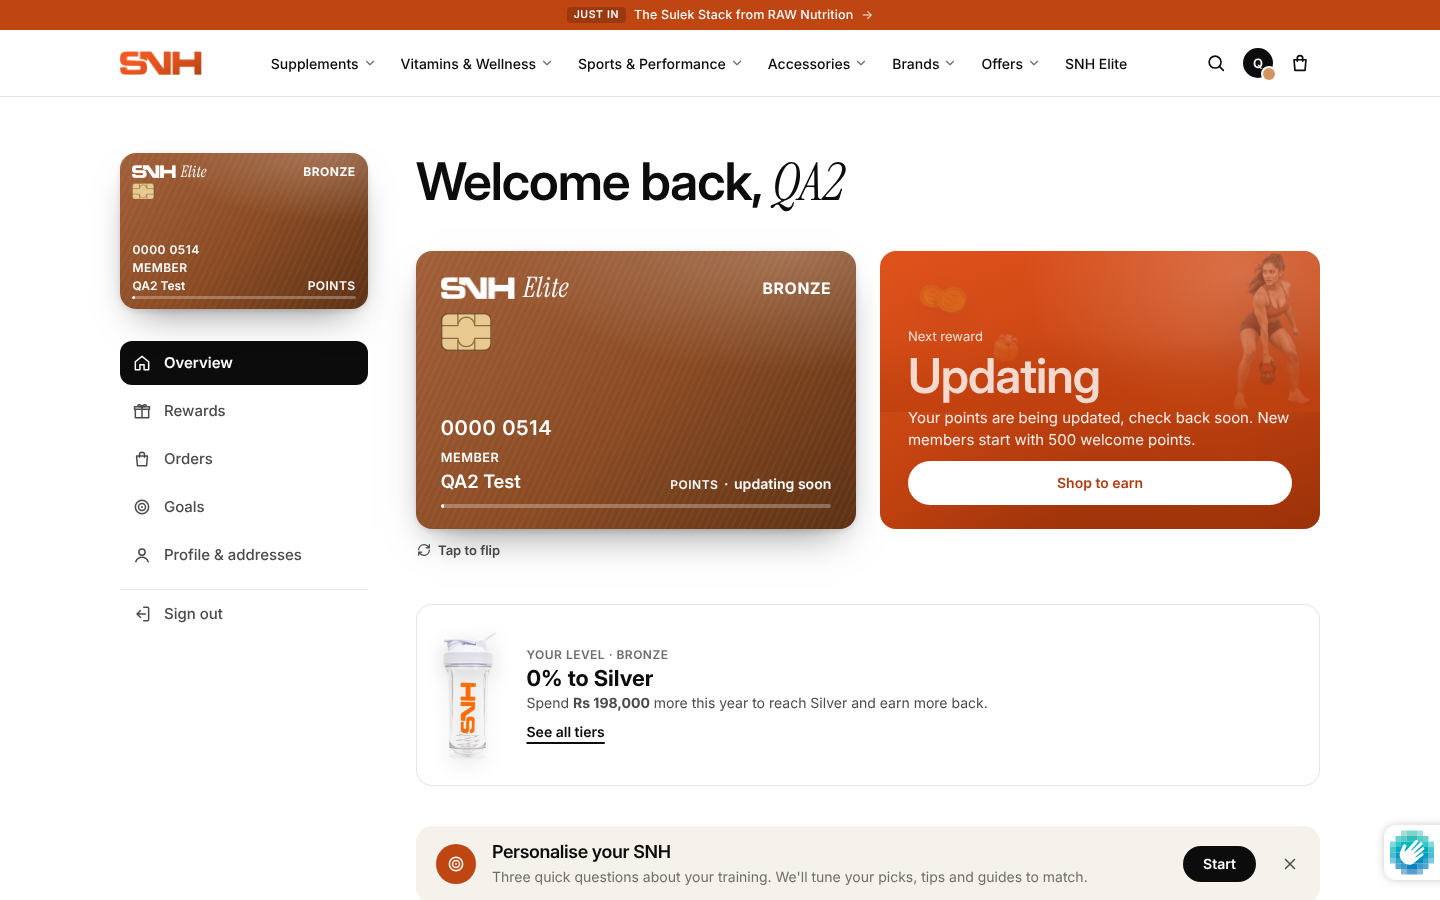 JUST IN The Sulek Stack from RAW Nutrition →
SNH
Supplements
Vitamins & Wellness
Sports & Performance
Accessories
Brands
Offers
SNH Elite
Q
SNH Elite
BRONZE
0000 0514
MEMBER
QA2 Test
POINTS
Overview
Rewards
Orders
Goals
Profile & addresses
Sign out
Welcome back, QA2
SNH Elite
BRONZE
0000 0514
MEMBER
QA2 Test
POINTS · updating soon
Tap to flip
Next reward
Updating
Your points are being updated, check back soon. New
members start with 500 welcome points.
Shop to earn
SNH
YOUR LEVEL · BRONZE
0% to Silver
Spend Rs 198,000 more this year to reach Silver and earn more back.
See all tiers
Personalise your SNH
Three quick questions about your training. We'll tune your picks, tips and guides to match.
Start